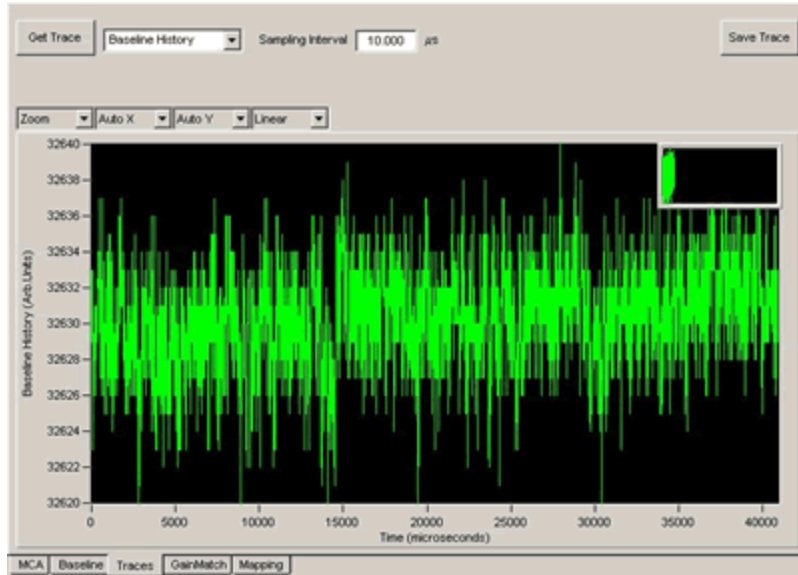 Get Trace Baseline History Sampling Interval 10.000 µs Save Trace
Zoom Auto X Auto Y Linear
32640
32638
32636
32634
32632
32630
32628
32626
32624
32622
32620
Baseline History (Arb.Units)
0 5000 10000 15000 20000 25000 30000 35000 40000
Time (microseconds)
MCA Baseline Traces GainMatch Mapping